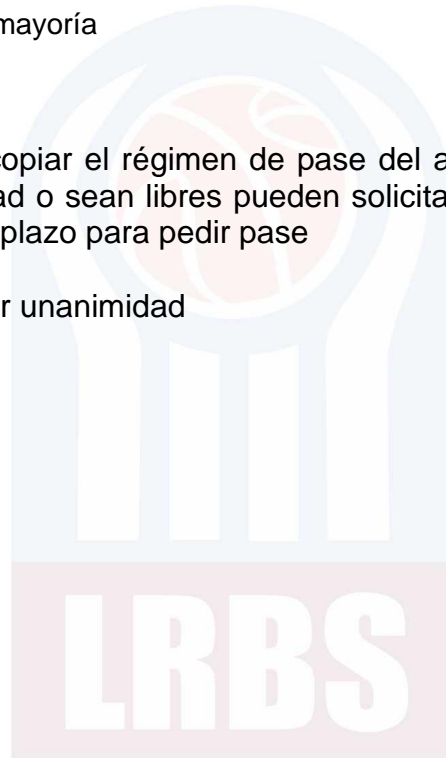 mayoría
copiar el régimen de pase del a
ad o sean libres pueden solicita
plazo para pedir pase
r unanimidad
LRBS